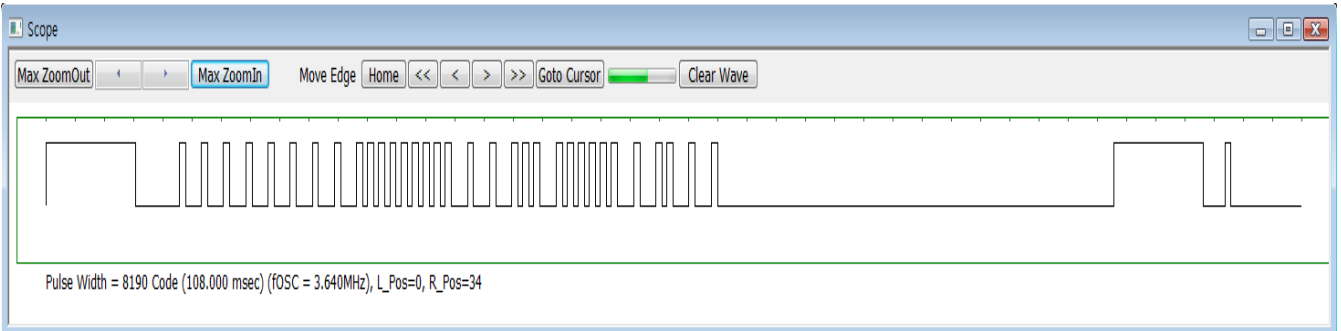 Scope
Max ZoomOut Max ZoomIn Move Edge Home << < > >> Goto Cursor Clear Wave
Pulse Width = 8190 Code (108.000 msec) (fOSC = 3.640MHz), L_Pos=0, R_Pos=34